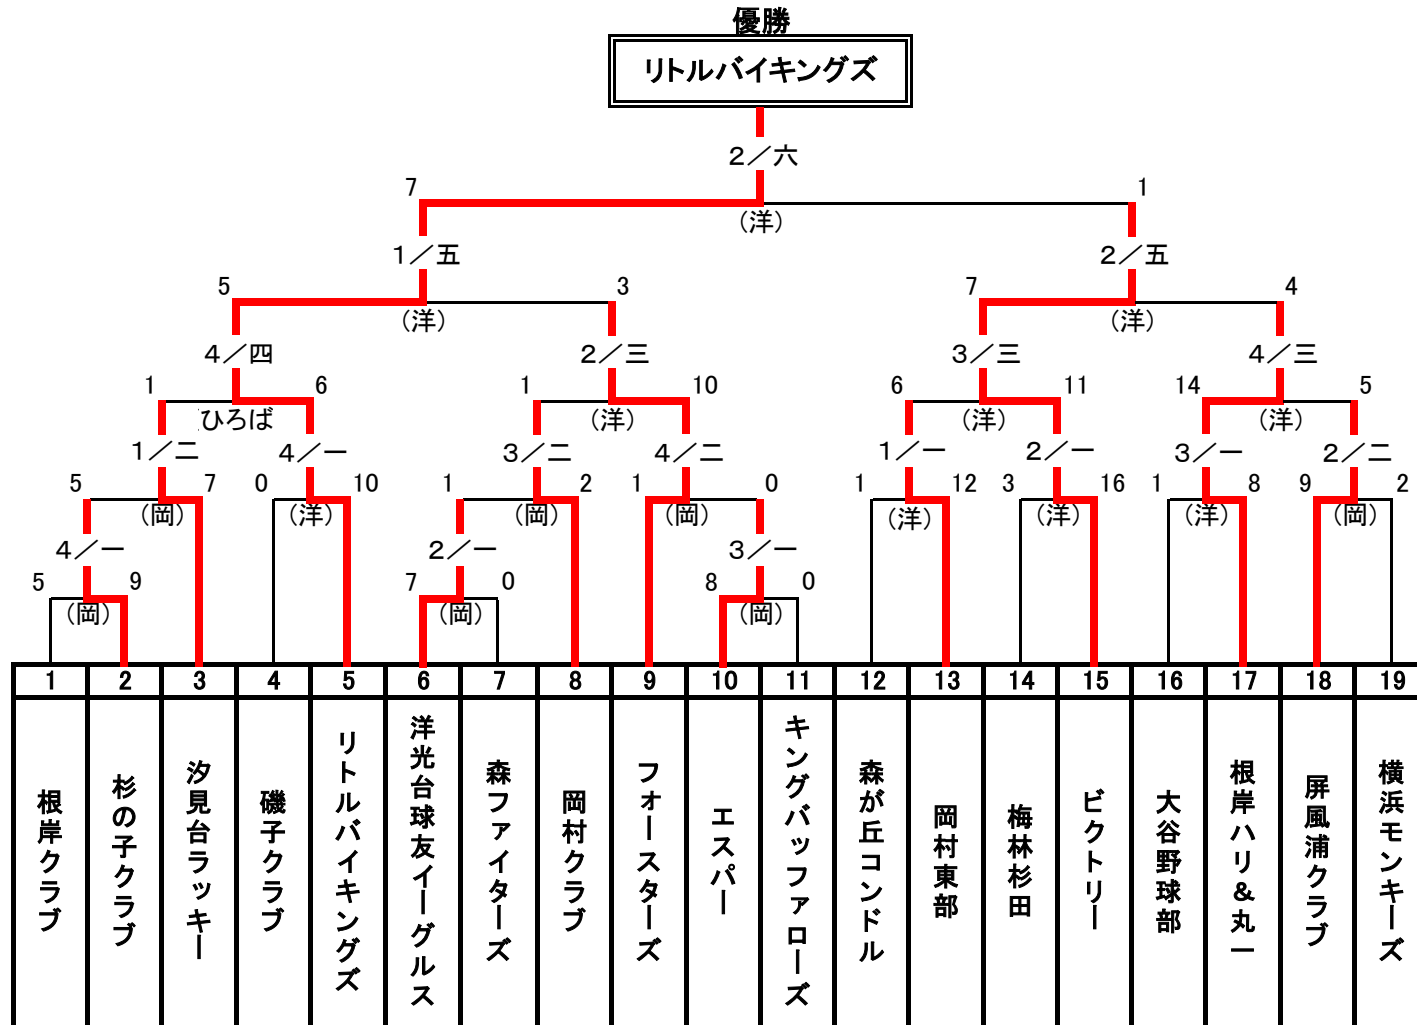 優勝
リトルバイキングズ
2／六
7 1
(洋)
1／五 2／五
5 3 7 4
(洋) (洋)
4／四 2／三 3／三 4／三
1 6 1 10 6 11 14 5
ひろば (洋) (洋) (洋)
1／二 4／一 3／二 4／二 1／一 2／一 3／一 2／二
5 7 0 10 1 2 1 0 1 12 3 16 1 8 9 2
(岡) (洋) (岡) (岡) (洋) (洋) (洋) (岡)
4／一 2／一 3／一
5 9 7 0 8 0
(岡) (岡) (岡)
1 2 3 4 5 6 7 8 9 10 11 12 13 14 15 16 17 18 19
根岸クラブ
杉の子クラブ
汐見台ラッキー
磯子クラブ
リトルバイキングズ
洋光台球友イーグルス
森ファイターズ
岡村クラブ
フォースターズ
エスパー
キングバッファローズ
森が丘コンドル
岡村東部
梅林杉田
ビクトリー
大谷野球部
根岸ハリ＆丸一
屏風浦クラブ
横浜モンキーズ